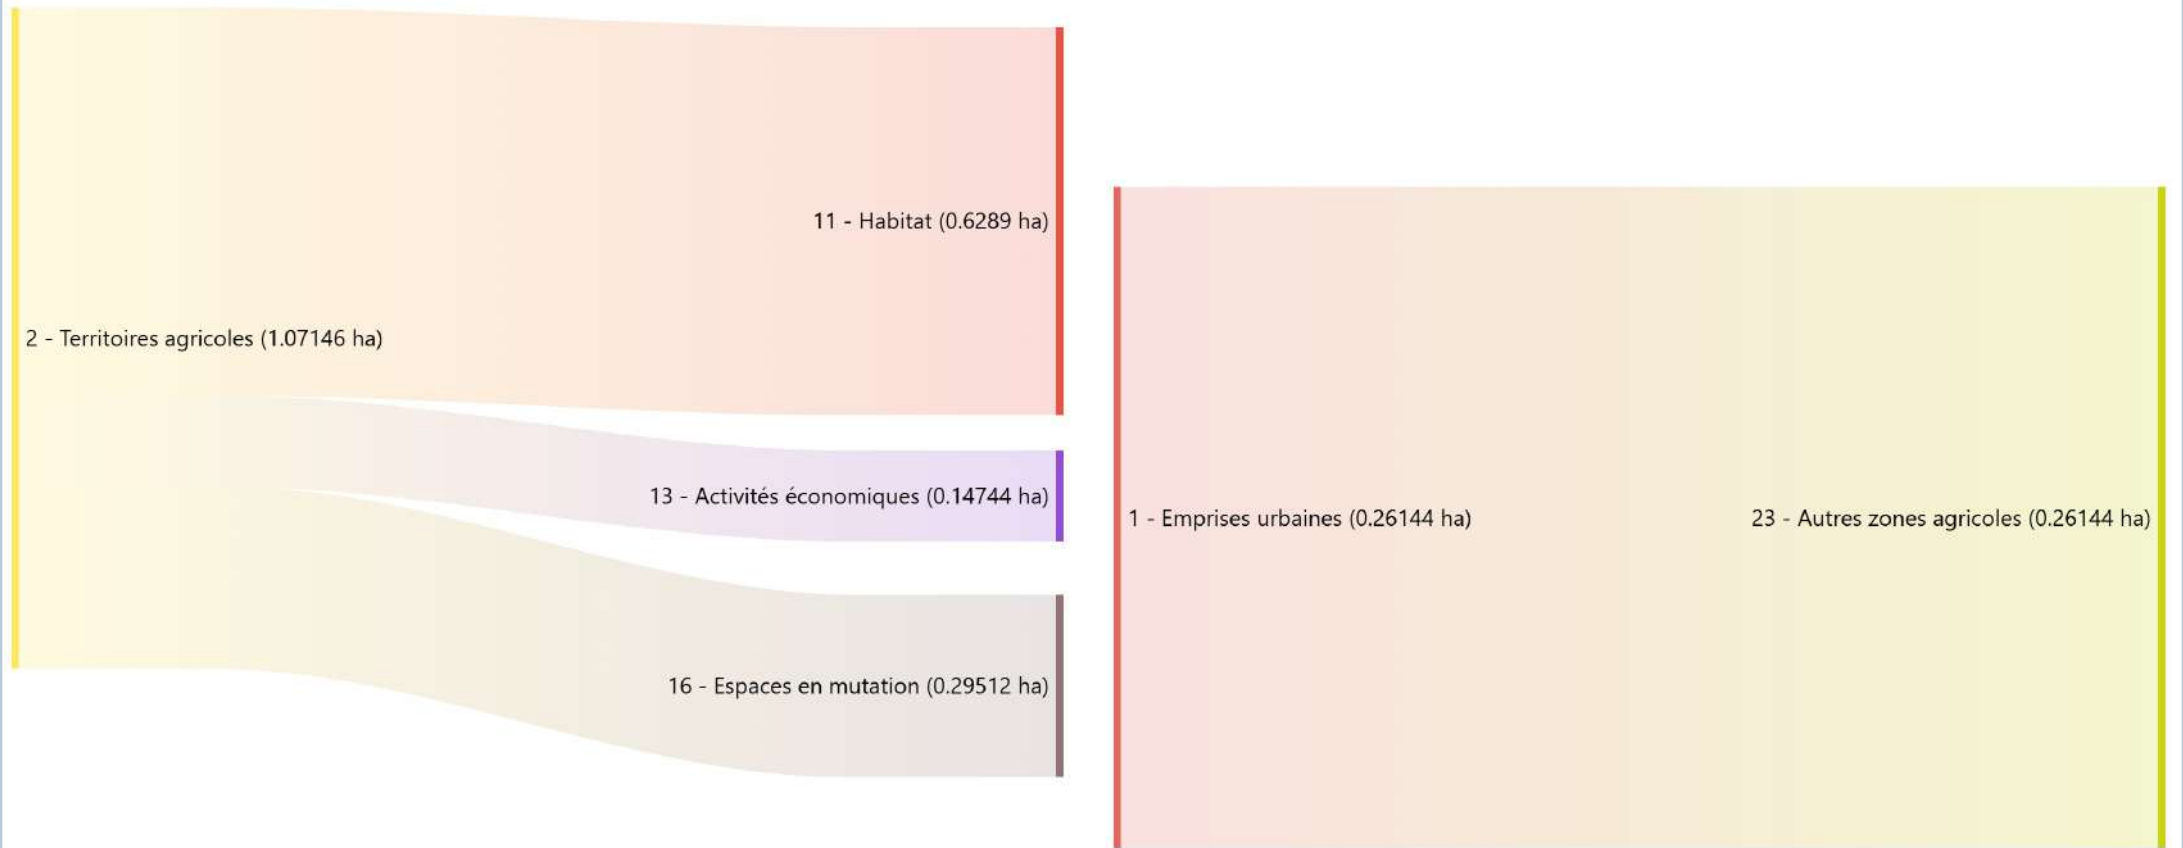 11 - Habitat (0.6289 ha)
2 - Territoires agricoles (1.07146 ha)
13 - Activités économiques (0.14744 ha)
16 - Espaces en mutation (0.29512 ha)
1 - Emprises urbaines (0.26144 ha)
23 - Autres zones agricoles (0.26144 ha)